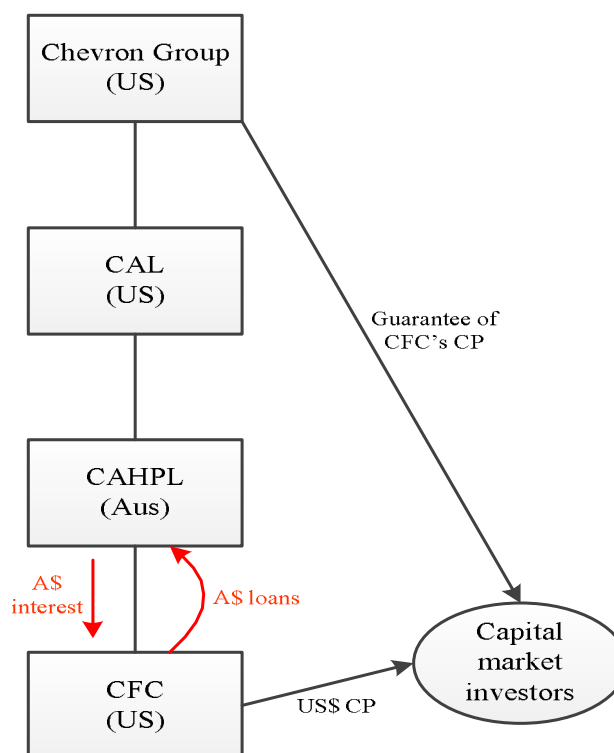 Chevron Group
(US)
CAL
(US)
Guarantee of
CFC’s CP
CAHPL
(Aus)
A$
interest
A$ loans
CFC
(US)
US$ CP
Capital
market
investors